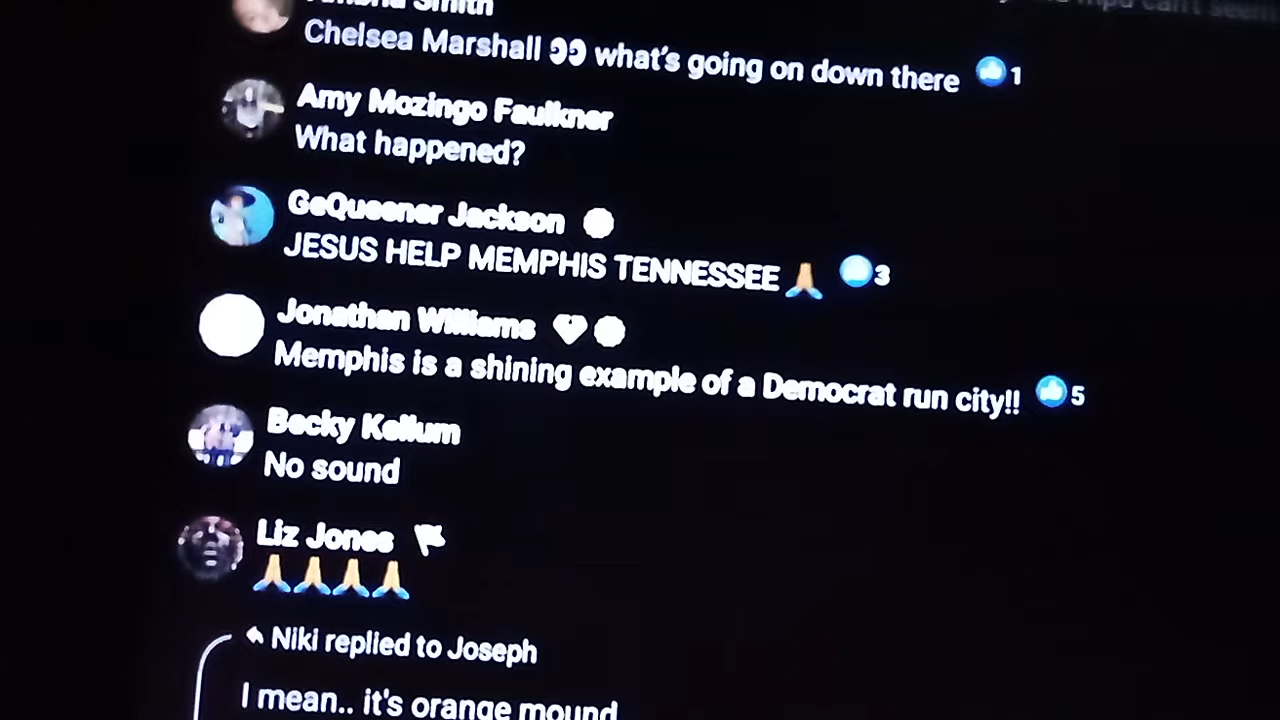 Smith
Chelsea Marshall 👀 what's going on down there 1
Amy Mozingo Faulkner
What happened?
GeQueener Jackson
JESUS HELP MEMPHIS TENNESSEE 🙏 3
Jonathan Williams
Memphis is a shining example of a Democrat run city!! 5
Becky Kellum
No sound
Liz Jones
🙏🙏🙏🙏
Niki replied to Joseph
I mean.. it's orange mound